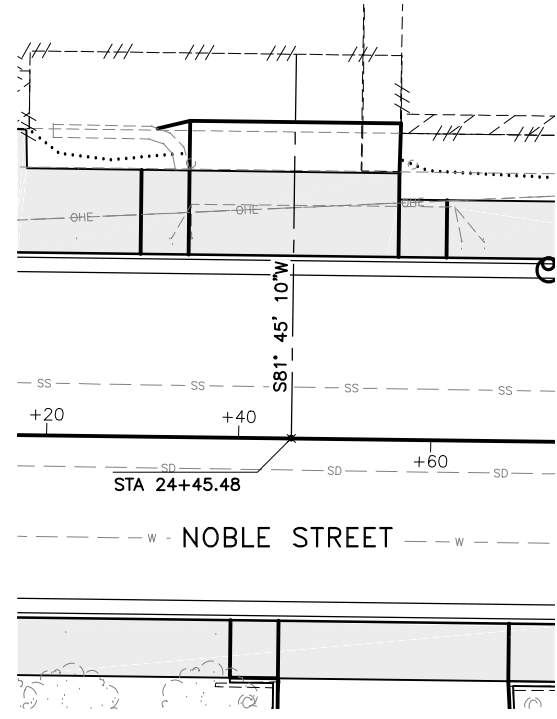 OHE
OHE
OHE
S81° 45' 10"W
SS SS SS SS
+20 +40
+60
SD SD SD
STA 24+45.48
W NOBLE STREET W